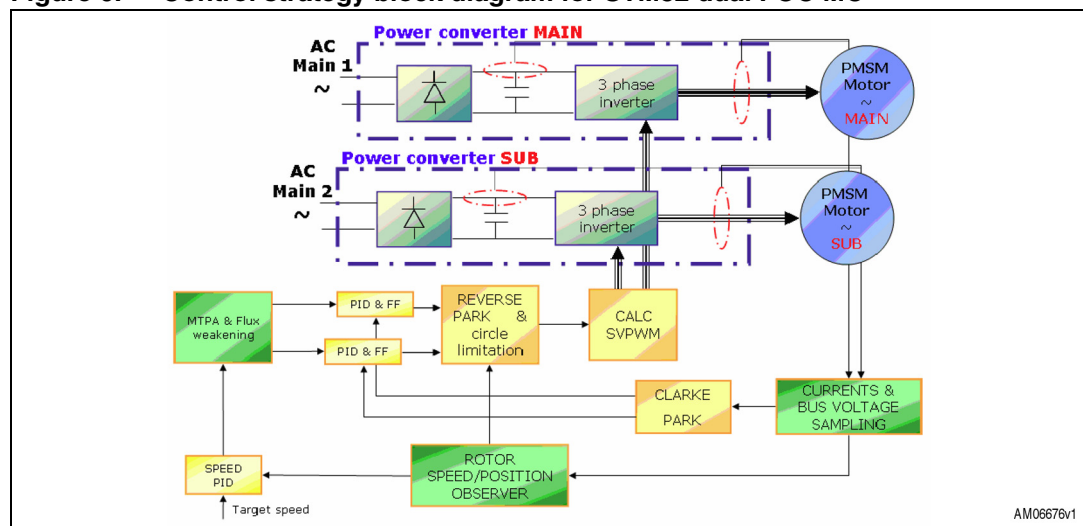 Power converter MAIN
AC
Main 1
~
3 phase
inverter
PMSM
Motor
~
MAIN
Power converter SUB
AC
Main 2
~
3 phase
inverter
PMSM
Motor
~
SUB
MTPA & Flux
weakening
PID & FF
PID & FF
REVERSE
PARK &
circle
limitation
CALC
SVPWM
CLARKE
PARK
CURRENTS &
BUS VOLTAGE
SAMPLING
SPEED
PID
ROTOR
SPEED/POSITION
OBSERVER
Target speed
AM06676v1